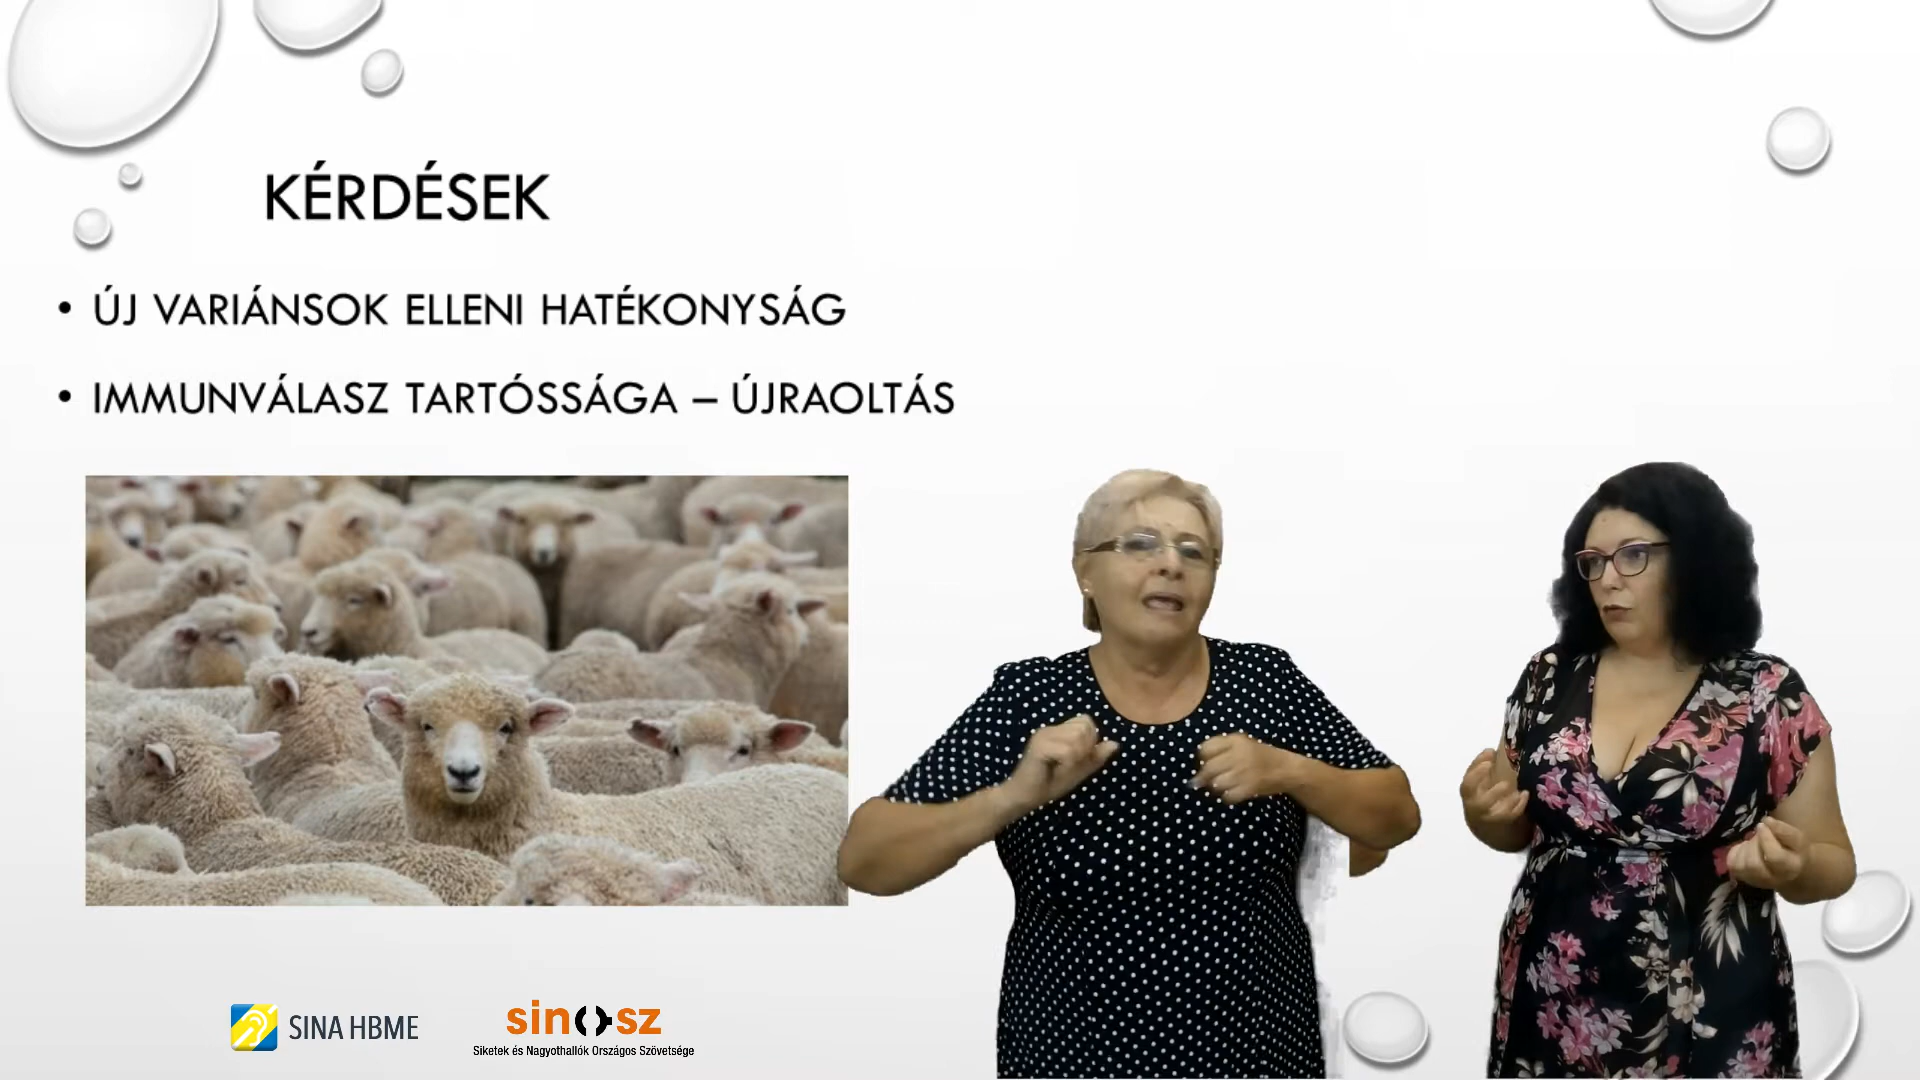 KÉRDÉSEK
• ÚJ VARIÁNSOK ELLENI HATÉKONYSÁG
• IMMUNVÁLASZ TARTÓSSÁGA – ÚJRAOLTÁS
SINA HBME
sinosz
Siketek és Nagyothallók Országos Szövetsége